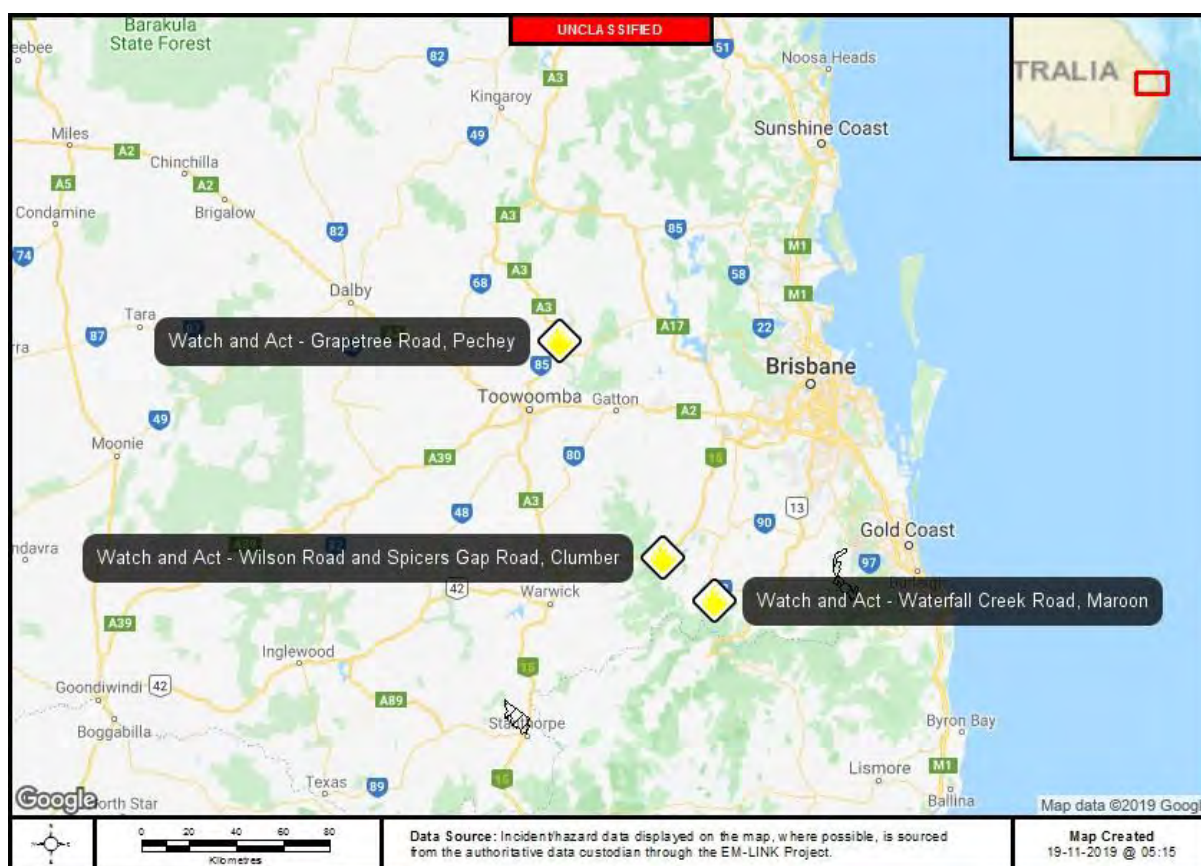 Barakula
State Forest
UNCLASSIFIED
82
A3
51
Noosa Heads
TRALIA
Kingaroy
49
Sunshine Coast
Miles
A2
Chinchilla
A5
A2
Brigalow
Condamine
A3
82
85
M1
74
68
A3
58
Dalby
M1
Tara
A3
87
A17
22
Watch and Act - Grapetree Road, Pechey
85
Brisbane
Toowoomba
Gatton
A2
49
Moonie
A39
80
15
A3
48
90
13
Gold Coast
Watch and Act - Wilson Road and Spicers Gap Road, Clumber
97
42
Warwick
Watch and Act - Waterfall Creek Road, Maroon
A39
Inglewood
15
Goondiwindi
42
A89
Boggabilla
Stanthorpe
Byron Bay
Texas
89
15
Lismore
M1
Ballina
Google
North Star
Map data ©2019 Google
0 20 40 60 80
Kilometres
Data Source: Incident/hazard data displayed on the map, where possible, is sourced
from the authoritative data custodian through the EM-LINK Project.
Map Created
19-11-2019 @ 05:15